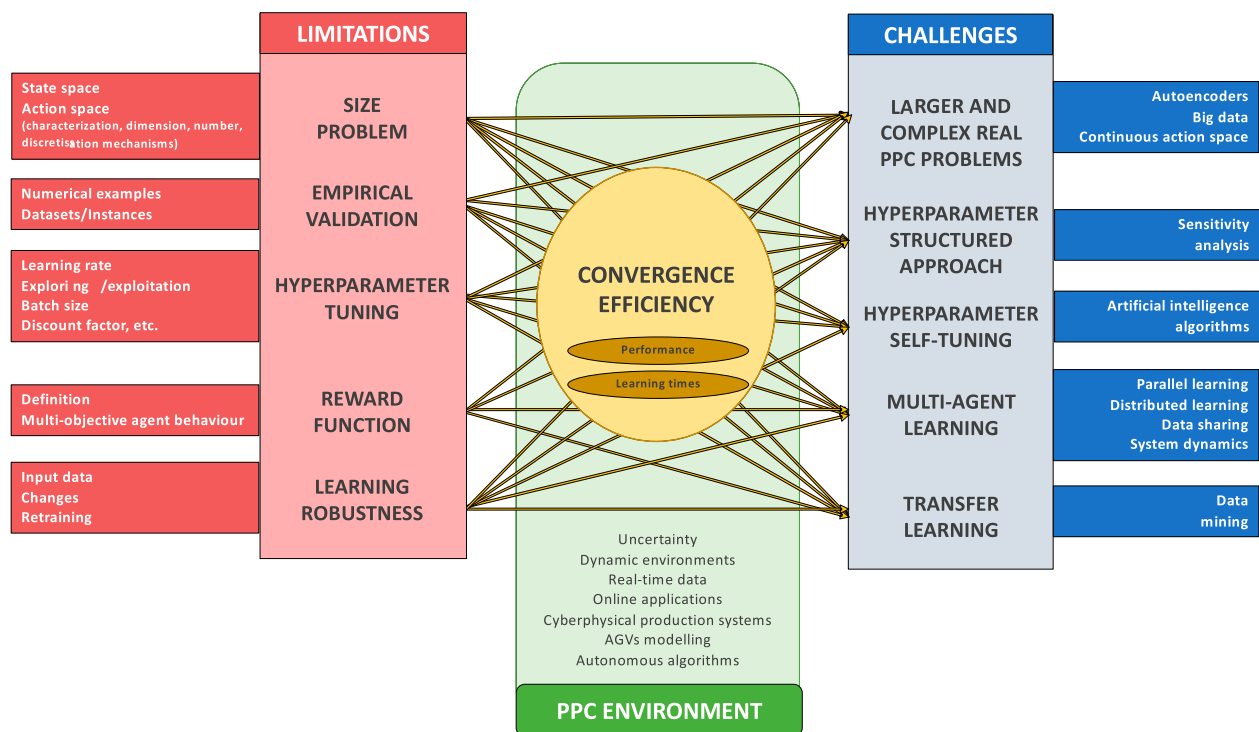 LIMITATIONS
State space
Action space
(characterization, dimension, number,
discretisation mechanisms)
SIZE
PROBLEM
Numerical examples
Datasets/Instances
EMPIRICAL
VALIDATION
Learning rate
Explori ng /exploitation
Batch size
Discount factor, etc.
HYPERPARAMETER
TUNING
Definition
Multi-objective agent behaviour
REWARD
FUNCTION
Input data
Changes
Retraining
LEARNING
ROBUSTNESS
CONVERGENCE
EFFICIENCY
Performance
Learning times
Uncertainty
Dynamic environments
Real-time data
Online applications
Cyberphysical production systems
AGVs modelling
Autonomous algorithms
PPC ENVIRONMENT
CHALLENGES
LARGER AND
COMPLEX REAL
PPC PROBLEMS
Autoencoders
Big data
Continuous action space
HYPERPARAMETER
STRUCTURED
APPROACH
Sensitivity
analysis
HYPERPARAMETER
SELF-TUNING
Artificial intelligence
algorithms
MULTI-AGENT
LEARNING
Parallel learning
Distributed learning
Data sharing
System dynamics
TRANSFER
LEARNING
Data
mining